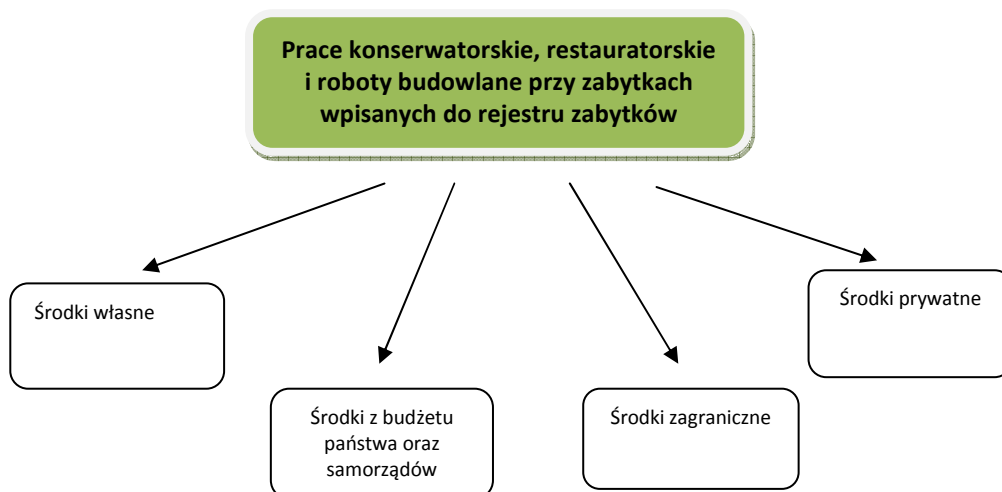 Prace konserwatorskie, restauratorskie
i roboty budowlane przy zabytkach
wpisanych do rejestru zabytków
Środki własne
Środki prywatne
Środki z budżetu
państwa oraz
samorządów
Środki zagraniczne